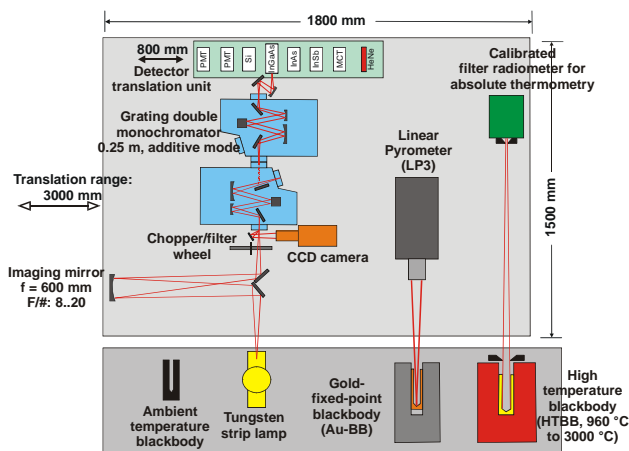 1800 mm
800 mm
Detector
translation unit
PMT
PMT
Si
InGaAs
InAs
InSb
MCT
HeNe
Calibrated
filter radiometer for
absolute thermometry
Grating double
monochromator
0.25 m, additive mode
Linear
Pyrometer
(LP3)
Translation range:
3000 mm
1500 mm
Chopper/filter
wheel
CCD camera
Imaging mirror
f = 600 mm
F/#: 8..20
Ambient
temperature
blackbody
Tungsten
strip lamp
Gold-
fixed-point
blackbody
(Au-BB)
High
temperature
blackbody
(HTBB, 960 °C
to 3000 °C)